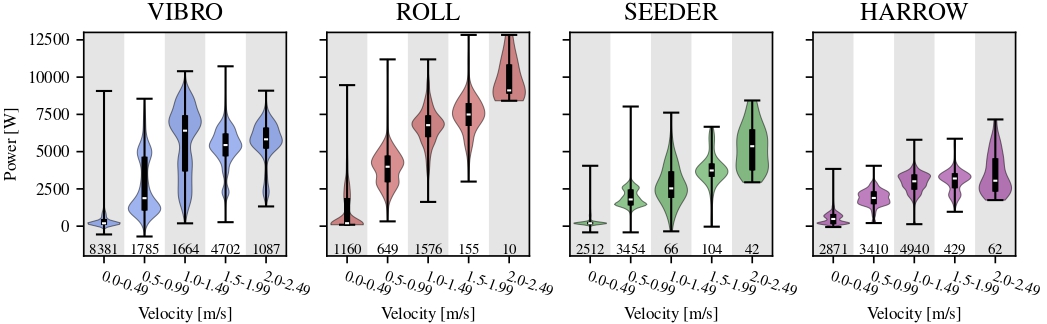 VIBRO ROLL SEEDER HARROW
Power [W]
12500
10000
7500
5000
2500
0
8381 1785 1664 4702 1087
1160 649 1576 155 10
2512 3454 66 104 42
2871 3410 4940 429 62
0.0-0.49 0.5-0.99 1.0-1.49 1.5-1.99 2.0-2.49
0.0-0.49 0.5-0.99 1.0-1.49 1.5-1.99 2.0-2.49
0.0-0.49 0.5-0.99 1.0-1.49 1.5-1.99 2.0-2.49
0.0-0.49 0.5-0.99 1.0-1.49 1.5-1.99 2.0-2.49
Velocity [m/s] Velocity [m/s] Velocity [m/s] Velocity [m/s]